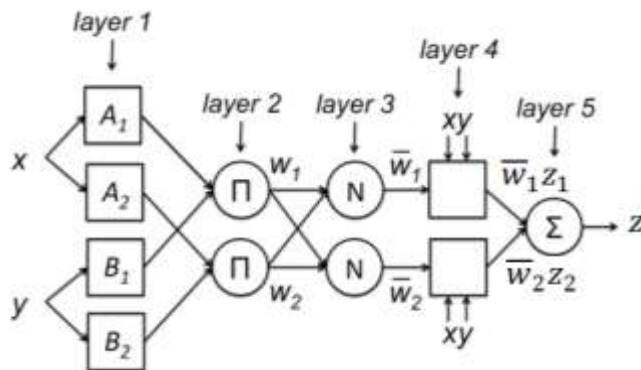 layer 1
layer 2
layer 3
layer 4
layer 5
x
y
A₁
A₂
B₁
B₂
Π
Π
w₁
w₂
N
N
w̅₁
w̅₂
xy
xy
w̅₁z₁
w̅₂z₂
Σ
z